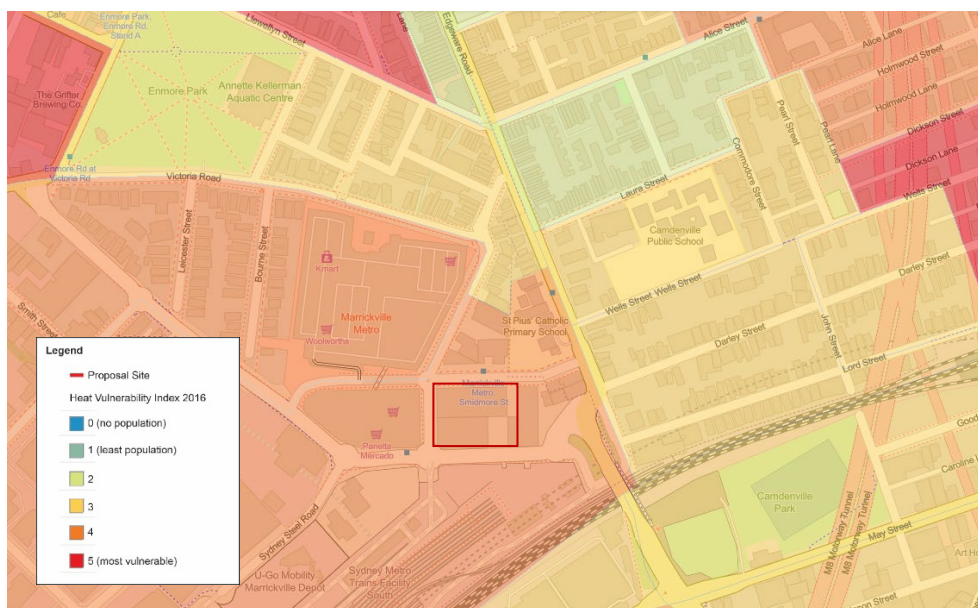 Cafe
Enmore Park,
Enmore Rd,
Stand A
Llewellyn Street
Lane
Edgeware Road
Alice Street
Alice Lane
Holmwood Street
Holmwood Lane
Dickson Street
Dickson Lane
Wells Street
The Grifter
Brewing Co.
Enmore Park
Annette Kellerman
Aquatic Centre
Pearl Street
Pearl Lane
Commodore Street
Enmore Rd at
Victoria Rd
Victoria Road
Laura Street
Camdenville
Public School
Leicester Street
Bourne Street
Kmart
Marrickville
Metro
Woolworths
St Pius' Catholic
Primary School
Wells Street
Wells Street
Darley Street
Darley Street
John Street
Lord Street
Smith Street
Marrickville
Metro,
Smidmore St
Panetta
Mercado
Sydney Steel Road
U-Go Mobility
Marrickville Depot
Sydney Metro
Trains Facility
South
Camdenville
Park
May Street
M8 Motorway Tunnel
M8 Motorway Tunnel
Caroline
Art
Legend
Proposal Site
Heat Vulnerability Index 2016
0 (no population)
1 (least population)
2
3
4
5 (most vulnerable)